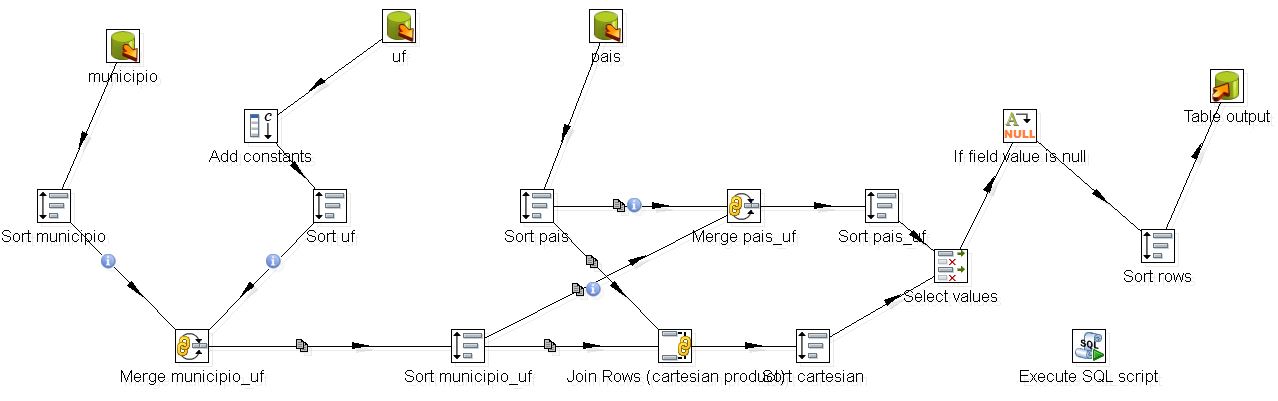 uf
pais
municipio
Table output
Add constants
If field value is null
Sort municipio
Sort uf
Sort pais
Merge pais_uf
Sort pais_uf
Sort rows
Select values
Merge municipio_uf
Sort municipio_uf
Join Rows (cartesian product)
Sort cartesian
Execute SQL script
c
A
NULL
SQL
i
i
i
i